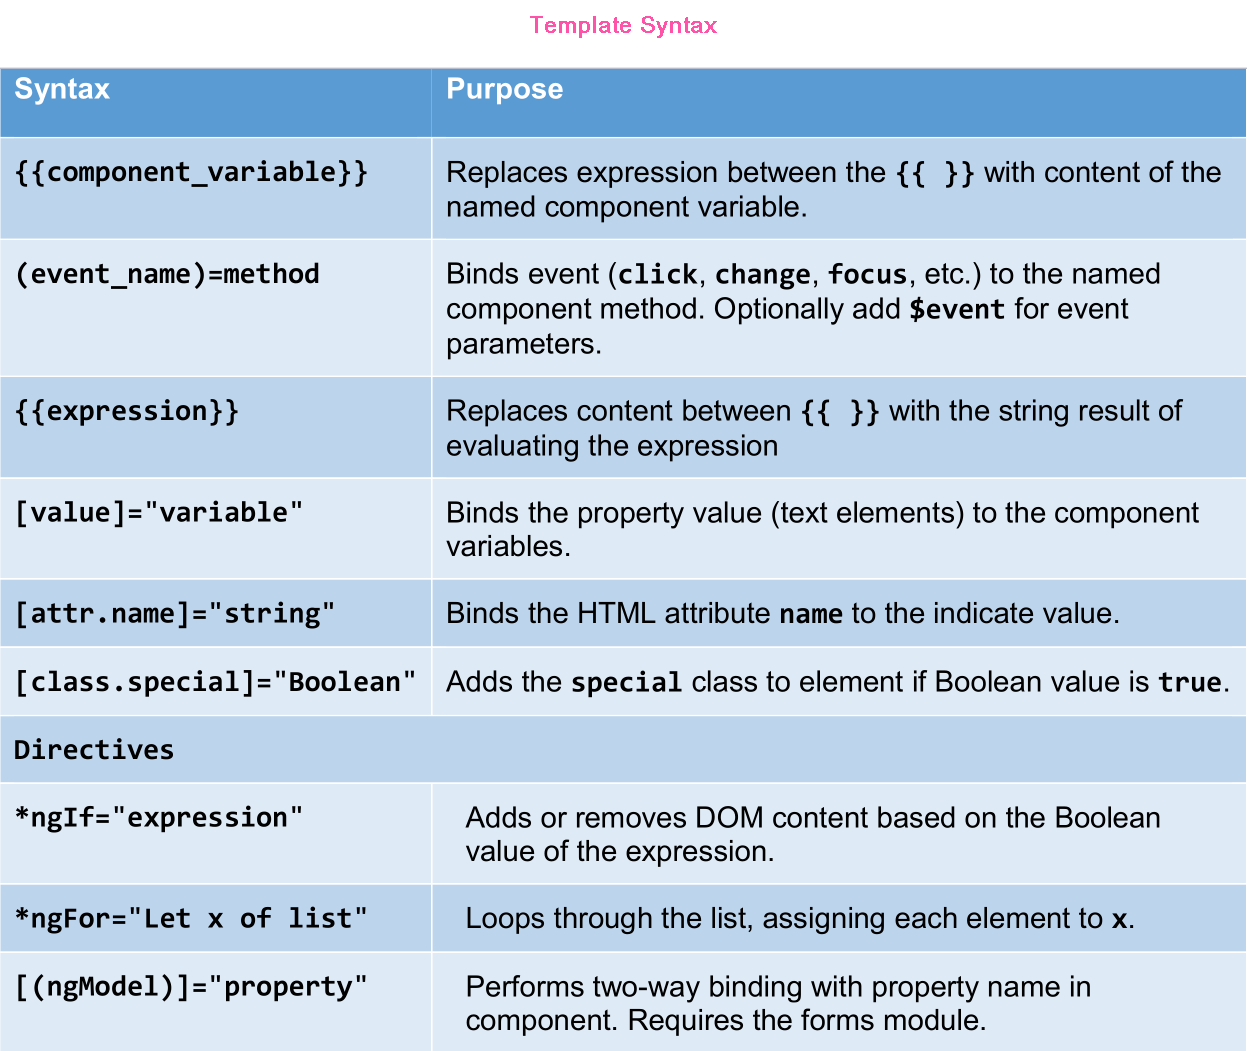 Template Syntax
Syntax
Purpose
{{component_variable}}
Replaces expression between the {{ }} with content of the
named component variable.
(event_name)=method
Binds event (click, change, focus, etc.) to the named
component method. Optionally add $event for event
parameters.
{{expression}}
Replaces content between {{ }} with the string result of
evaluating the expression
[value]="variable"
Binds the property value (text elements) to the component
variables.
[attr.name]="string"
Binds the HTML attribute name to the indicate value.
[class.special]="Boolean"
Adds the special class to element if Boolean value is true.
Directives
*ngIf="expression"
Adds or removes DOM content based on the Boolean
value of the expression.
*ngFor="Let x of list"
Loops through the list, assigning each element to x.
[(ngModel)]="property"
Performs two-way binding with property name in
component. Requires the forms module.